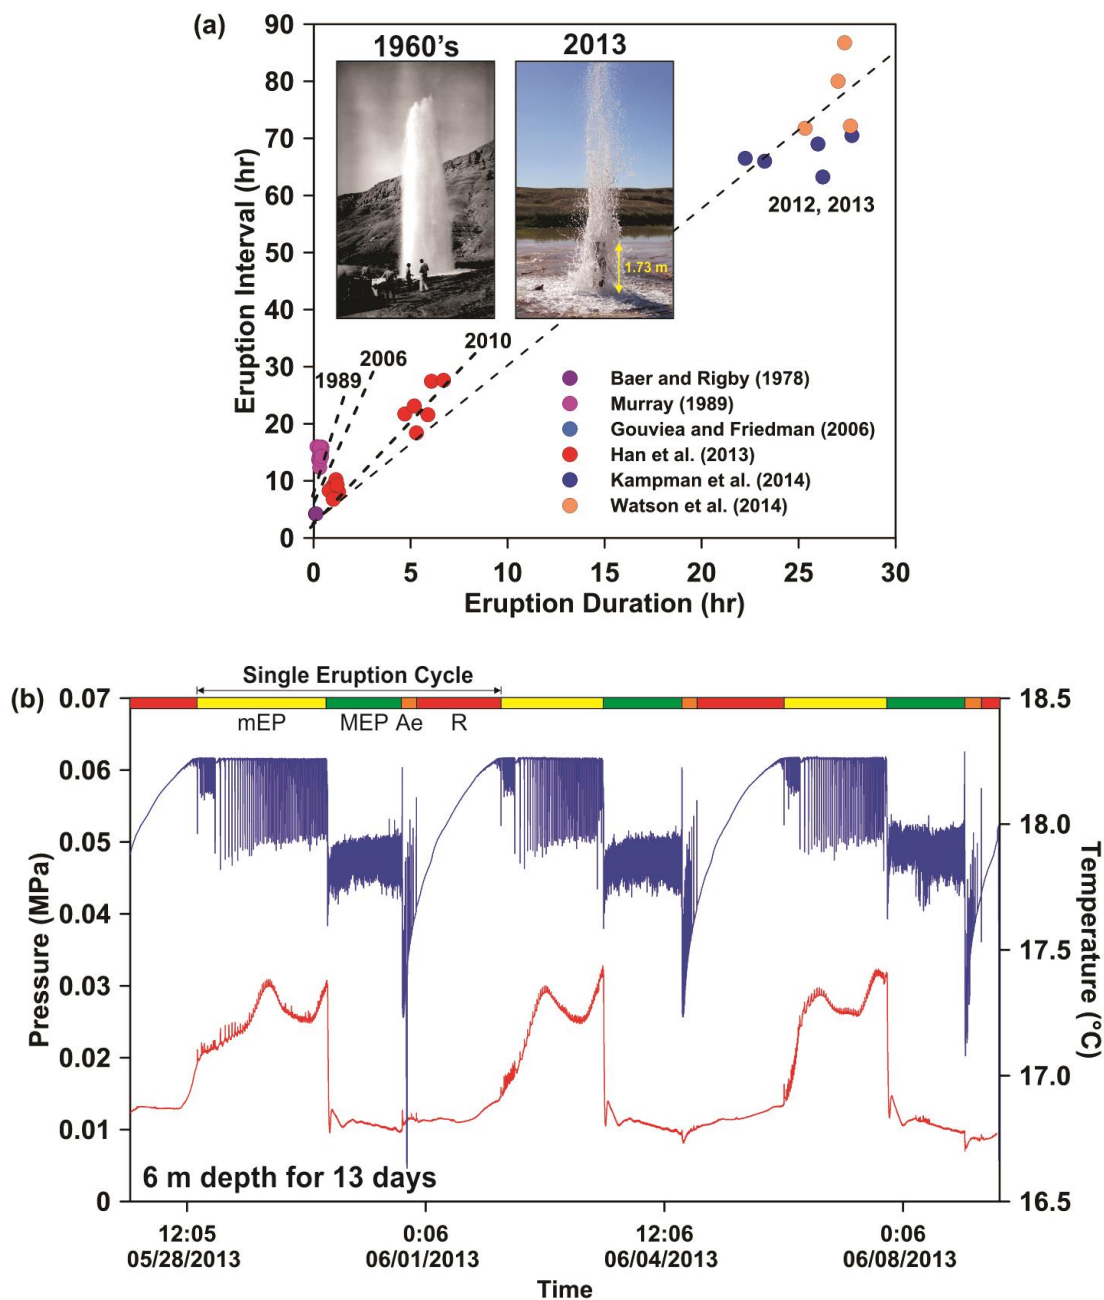 (a)
90
80
70
60
50
40
30
20
10
0
Eruption Interval (hr)
1960's
2013
1.73 m
2012, 2013
2010
2006
1989
Baer and Rigby (1978)
Murray (1989)
Gouviea and Friedman (2006)
Han et al. (2013)
Kampman et al. (2014)
Watson et al. (2014)
0 5 10 15 20 25 30
Eruption Duration (hr)
(b)
Single Eruption Cycle
mEP MEP Ae R
0.07
0.06
0.05
0.04
0.03
0.02
0.01
0
Pressure (MPa)
18.5
18.0
17.5
17.0
16.5
Temperature (°C)
6 m depth for 13 days
12:05 0:06 12:06 0:06
05/28/2013 06/01/2013 06/04/2013 06/08/2013
Time